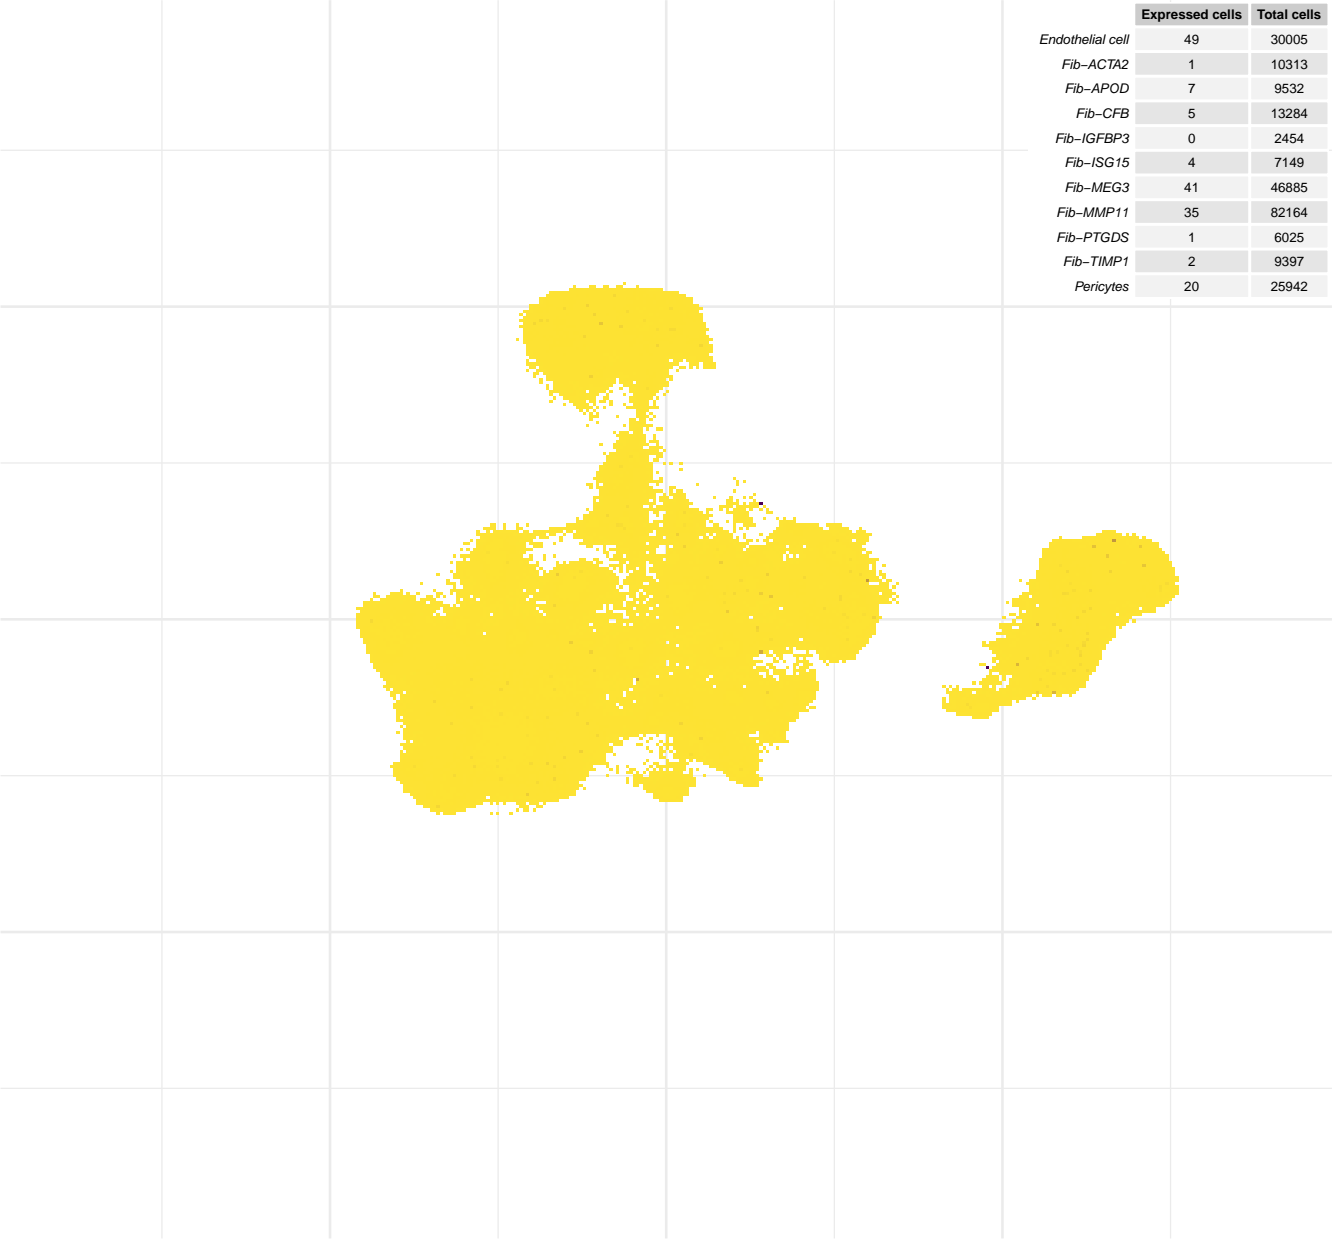 Expressed cells Total cells
Endothelial cell 49 30005
Fib−ACTA2 1 10313
Fib−APOD 7 9532
Fib−CFB 5 13284
Fib−IGFBP3 0 2454
Fib−ISG15 4 7149
Fib−MEG3 41 46885
Fib−MMP11 35 82164
Fib−PTGDS 1 6025
Fib−TIMP1 2 9397
Pericytes 20 25942